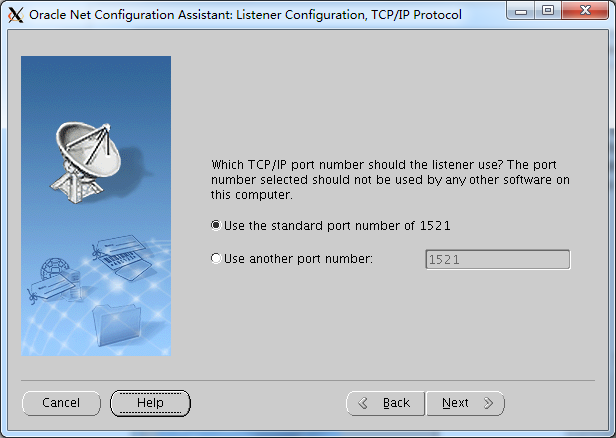 Oracle Net Configuration Assistant: Listener Configuration, TCP/IP Protocol
Which TCP/IP port number should the listener use? The port
number selected should not be used by any other software on
this computer.
Use the standard port number of 1521
Use another port number: 1521
Cancel Help Back Next